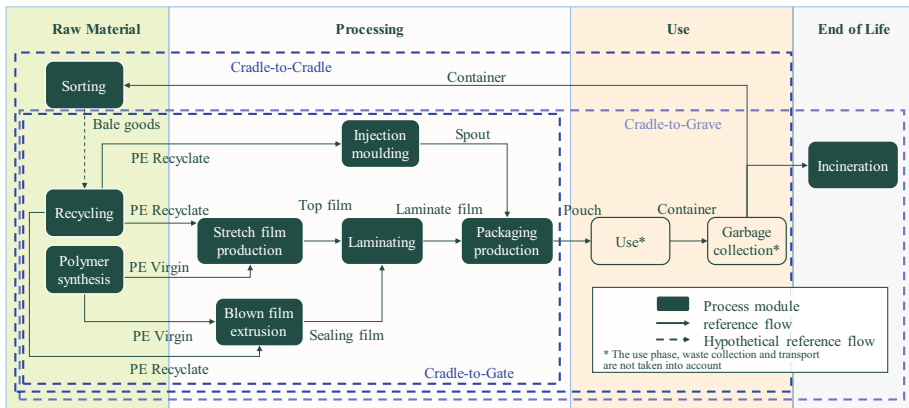 Raw Material
Processing
Use
End of Life
Cradle-to-Cradle
Container
Sorting
Bale goods
Cradle-to-Grave
Injection
moulding
Spout
PE Recyclate
Incineration
Recycling
PE Recyclate
Top film
Laminate film
Pouch
Container
Stretch film
production
Laminating
Packaging
production
Use*
Garbage
collection*
Polymer
synthesis
PE Virgin
Blown film
extrusion
PE Virgin
Sealing film
PE Recyclate
Cradle-to-Gate
Process module
reference flow
Hypothetical reference flow
* The use phase, waste collection and transport
are not taken into account